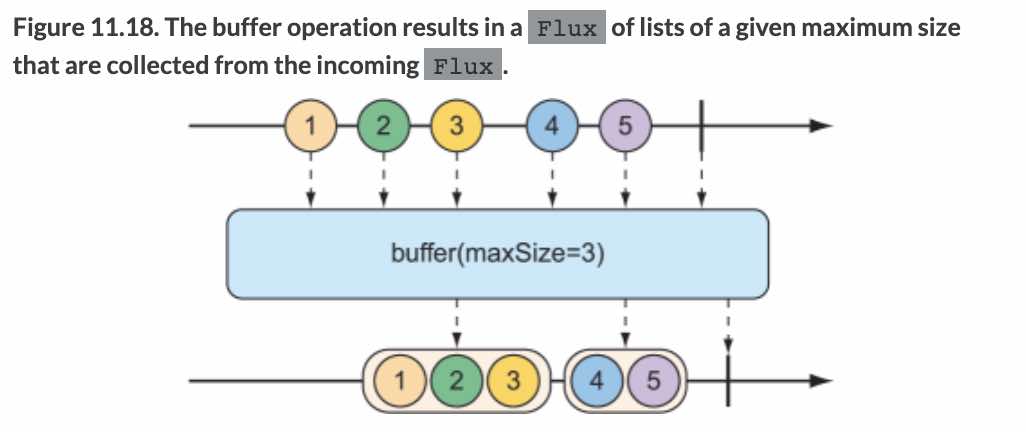 Figure 11.18. The buffer operation results in a Flux of lists of a given maximum size
that are collected from the incoming Flux.
1 2 3 4 5
buffer(maxSize=3)
1 2 3 4 5